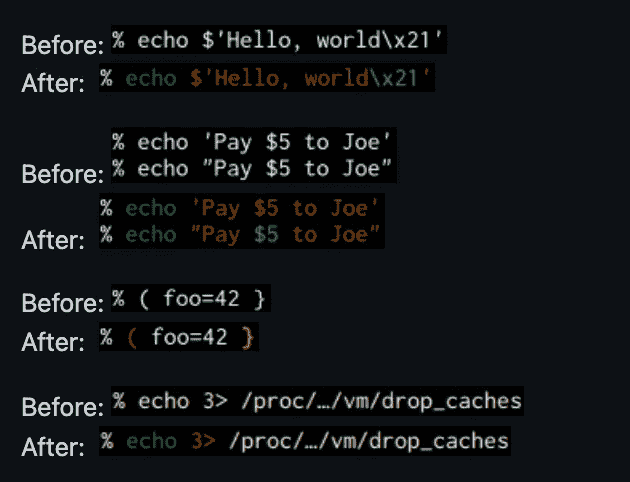 Before: % echo $'Hello, world\x21'
After: % echo $'Hello, world\x21'
% echo 'Pay $5 to Joe'
Before: % echo "Pay $5 to Joe"
% echo 'Pay $5 to Joe'
After: % echo "Pay $5 to Joe"
Before: % ( foo=42 }
After: % ( foo=42 }
Before: % echo 3> /proc/…/vm/drop_caches
After: % echo 3> /proc/…/vm/drop_caches